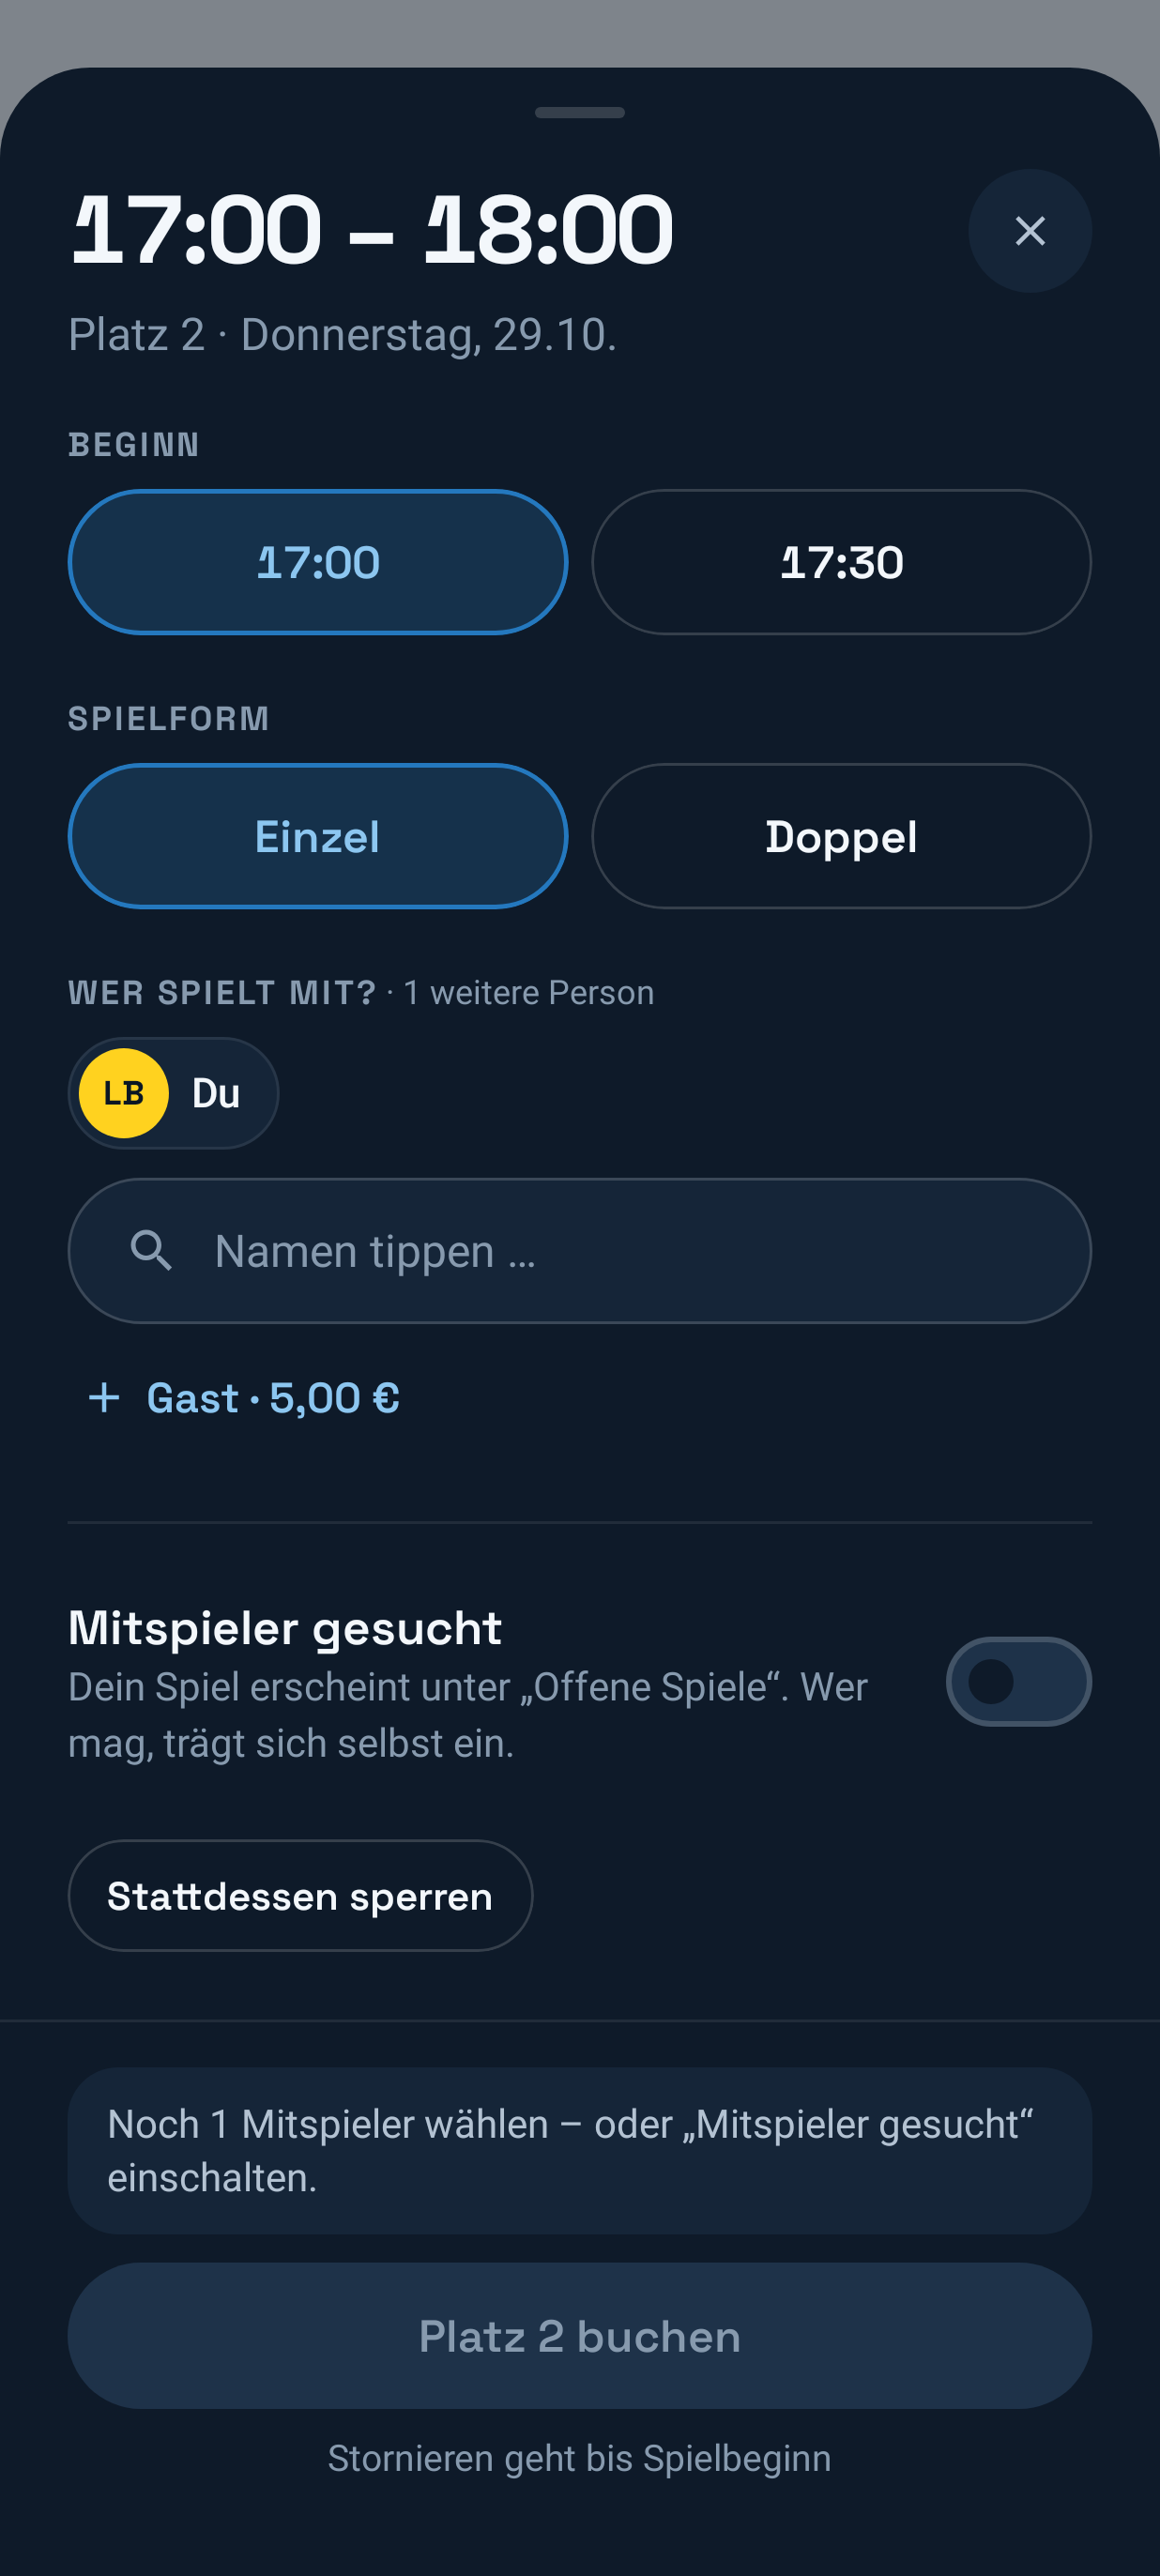 17:00 – 18:00
Platz 2 · Donnerstag, 29.10.
BEGINN
17:00
17:30
SPIELFORM
Einzel
Doppel
WER SPIELT MIT? · 1 weitere Person
LB Du
Namen tippen …
+ Gast · 5,00 €
Mitspieler gesucht
Dein Spiel erscheint unter „Offene Spiele“. Wer
mag, trägt sich selbst ein.
Stattdessen sperren
Noch 1 Mitspieler wählen – oder „Mitspieler gesucht“
einschalten.
Platz 2 buchen
Stornieren geht bis Spielbeginn